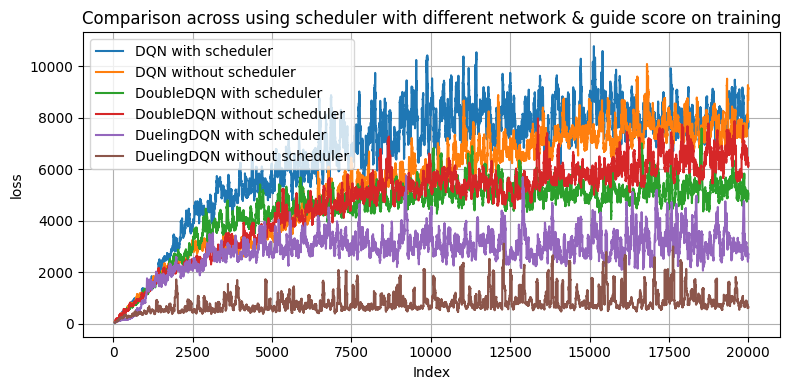 Comparison across using scheduler with different network & guide score on training
DQN with scheduler
DQN without scheduler
DoubleDQN with scheduler
DoubleDQN without scheduler
DuelingDQN with scheduler
DuelingDQN without scheduler
10000
8000
6000
4000
2000
0
loss
0 2500 5000 7500 10000 12500 15000 17500 20000
Index